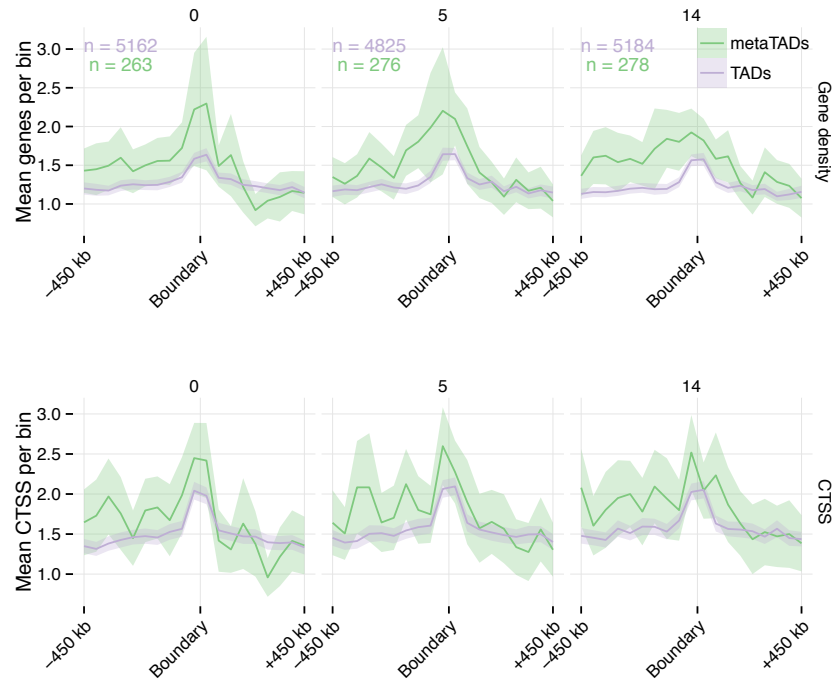 0 5 14
Mean genes per bin
3.0
2.5
2.0
1.5
1.0
n = 5162
n = 263
n = 4825
n = 276
n = 5184
n = 278
metaTADs
TADs
Gene density
−450 kb Boundary +450 kb −450 kb Boundary +450 kb −450 kb Boundary +450 kb
0 5 14
Mean CTSS per bin
3.0
2.5
2.0
1.5
1.0
CTSS
−450 kb Boundary +450 kb −450 kb Boundary +450 kb −450 kb Boundary +450 kb